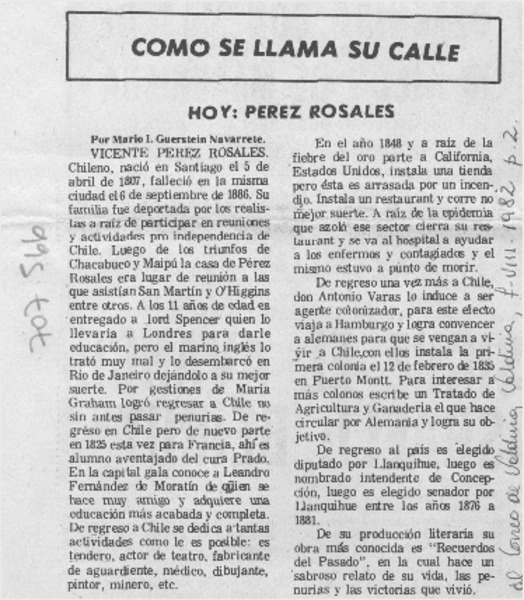 COMO SE LLAMA SU CALLE
HOY: PEREZ ROSALES
Por Mario I. Guerstein Navarrete.
VICENTE PEREZ ROSALES.
Chileno, nació en Santiago el 5 de
abril de 1807, falleció en la misma
ciudad el 6 de septiembre de 1886. Su
familia fue deportada por los realis-
tas a raíz de participar en reuniones
y actividades pro independencia de
Chile. Luego de los triunfos de
Chacabuco y Maipú la casa de Pérez
Rosales era lugar de reunión a las
que asistían San Martín y O'Higgins
entre otros. A los 11 años de edad es
entregado a lord Spencer quien lo
llevaría a Londres para darle
educación, pero el marino inglés lo
trató muy mal y lo desembarcó en
Rio de Janeiro dejándolo a su mejor
suerte. Por gestiones de Maria
Graham logró regresar a Chile no
sin antes pasar penurias. De re-
greso en Chile pero de nuevo parte
en 1825 esta vez para Francia, ahí es
alumno aventajado del cura Prado.
En la capital gala conoce a Leandro
Fernández de Moratín de quien se
hace muy amigo y adquiere una
educación más acabada y completa.
De regreso a Chile se dedica a tantas
actividades como le es posible: es
tendero, actor de teatro, fabricante
de aguardiente, médico, dibujante,
pintor, minero, etc.
En el año 1848 y a raiz de la
fiebre del oro parte a California,
Estados Unidos, instala una tienda
pero ésta es arrasada por un incen-
dio. Instala un restaurant y corre no
mejor suerte. A raíz de la epidemia
que azoló ese sector cierra su res-
taurant y se va al hospital a ayudar
a los enfermos y contagiados y el
mismo estuvo a punto de morir.
De regreso una vez más a Chile,
don Antonio Varas lo induce a ser
agente colonizador, para este efecto
viaja a Hamburgo y logra convencer
a alemanes para que se vengan a vi-
vir a Chile,con ellos instala la pri-
mera colonia el 12 de febrero de 1835
en Puerto Montt. Para interesar a
más colonos escribe un Tratado de
Agricultura y Ganadería el que hace
circular por Alemania y logra su ob-
jetivo.
De regreso al pais es elegido
diputado por Llanquihue, luego es
nombrado intendente de Concep-
ción, luego es elegido senador por
Llanquihue entre los años 1876 a
1881.
De su producción literaria su
obra más conocida es "Recuerdos
del Pasado", en la cual hace un
sabroso relato de su vida, las pe-
nurias y las victorias que vivió.
El Correo de Valdivia, Valdivia, 8-VIII-1982 p. 2.